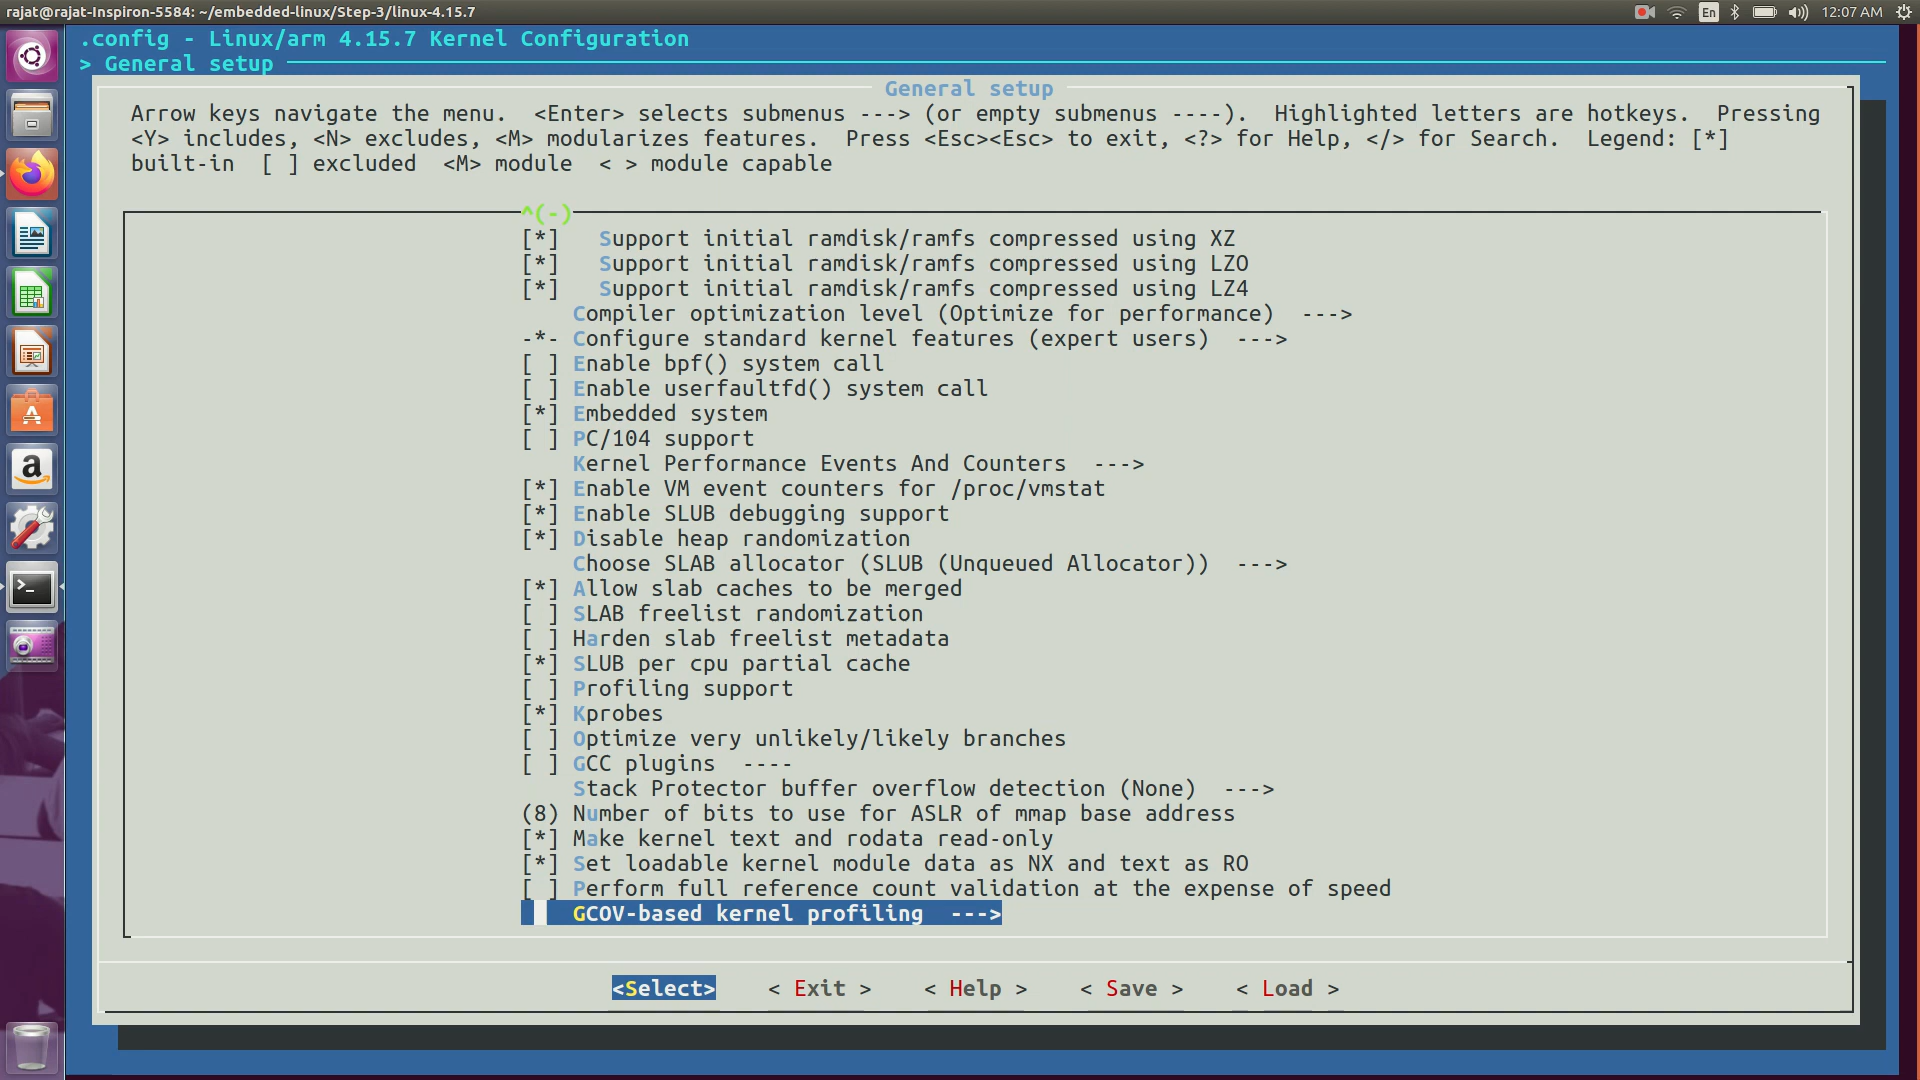 rajat@rajat-Inspiron-5584: ~/embedded-linux/Step-3/linux-4.15.7
En
12:07 AM
.config - Linux/arm 4.15.7 Kernel Configuration
> General setup
General setup
Arrow keys navigate the menu.  <Enter> selects submenus ---> (or empty submenus ----).  Highlighted letters are hotkeys.  Pressing
<Y> includes, <N> excludes, <M> modularizes features.  Press <Esc><Esc> to exit, <?> for Help, </> for Search.  Legend: [*]
built-in  [ ] excluded  <M> module  < > module capable
^(-)
[*]   Support initial ramdisk/ramfs compressed using XZ
[*]   Support initial ramdisk/ramfs compressed using LZO
[*]   Support initial ramdisk/ramfs compressed using LZ4
Compiler optimization level (Optimize for performance)  --->
-*- Configure standard kernel features (expert users)  --->
[ ] Enable bpf() system call
[ ] Enable userfaultfd() system call
[*] Embedded system
[ ] PC/104 support
Kernel Performance Events And Counters  --->
[*] Enable VM event counters for /proc/vmstat
[*] Enable SLUB debugging support
[*] Disable heap randomization
Choose SLAB allocator (SLUB (Unqueued Allocator))  --->
[*] Allow slab caches to be merged
[ ] SLAB freelist randomization
[ ] Harden slab freelist metadata
[*] SLUB per cpu partial cache
[ ] Profiling support
[*] Kprobes
[ ] Optimize very unlikely/likely branches
[ ] GCC plugins  ----
Stack Protector buffer overflow detection (None)  --->
(8) Number of bits to use for ASLR of mmap base address
[*] Make kernel text and rodata read-only
[*] Set loadable kernel module data as NX and text as RO
[ ] Perform full reference count validation at the expense of speed
GCOV-based kernel profiling  --->
<Select>    < Exit >    < Help >    < Save >    < Load >